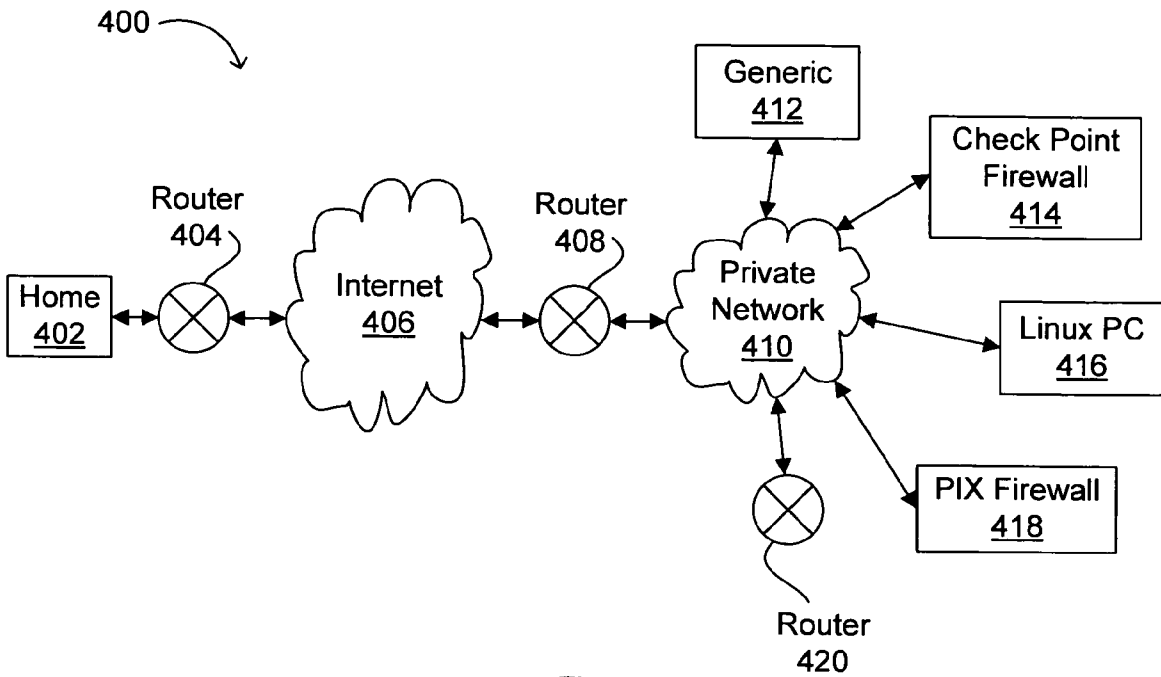 400
Generic
412
Check Point
Firewall
414
Router
404
Router
408
Home
402
Internet
406
Private
Network
410
Linux PC
416
PIX Firewall
418
Router
420